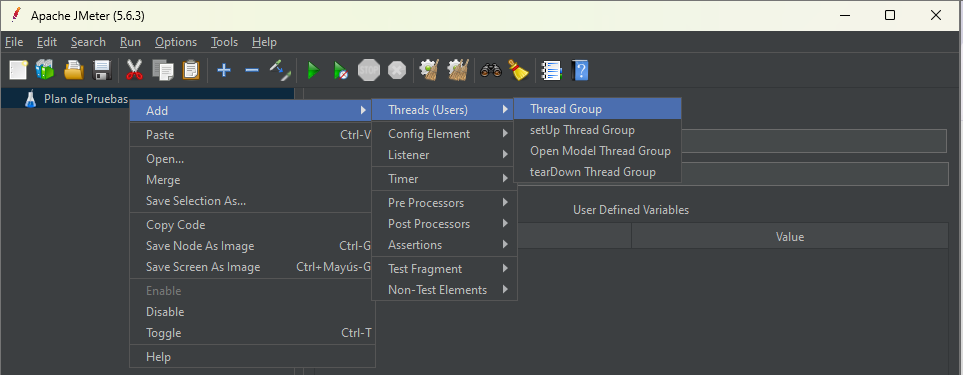 Apache JMeter (5.6.3)
File Edit Search Run Options Tools Help
Plan de Pruebas
Add
Paste Ctrl-V
Open...
Merge
Save Selection As...
Copy Code
Save Node As Image Ctrl-G
Save Screen As Image Ctrl+Mayús-G
Enable
Disable
Toggle Ctrl-T
Help
Threads (Users)
Config Element
Listener
Timer
Pre Processors
Post Processors
Assertions
Test Fragment
Non-Test Elements
Thread Group
setUp Thread Group
Open Model Thread Group
tearDown Thread Group
User Defined Variables
Value